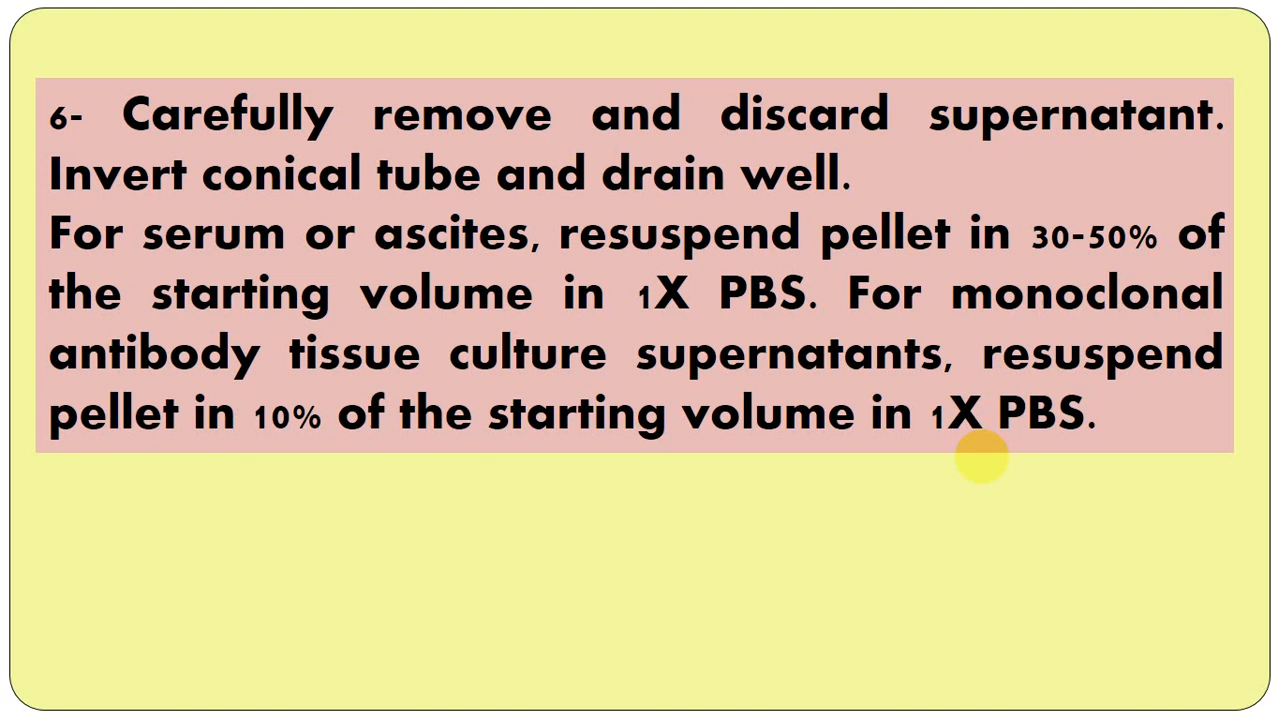 6- Carefully remove and discard supernatant.
Invert conical tube and drain well.
For serum or ascites, resuspend pellet in 30-50% of
the starting volume in 1X PBS. For monoclonal
antibody tissue culture supernatants, resuspend
pellet in 10% of the starting volume in 1X PBS.